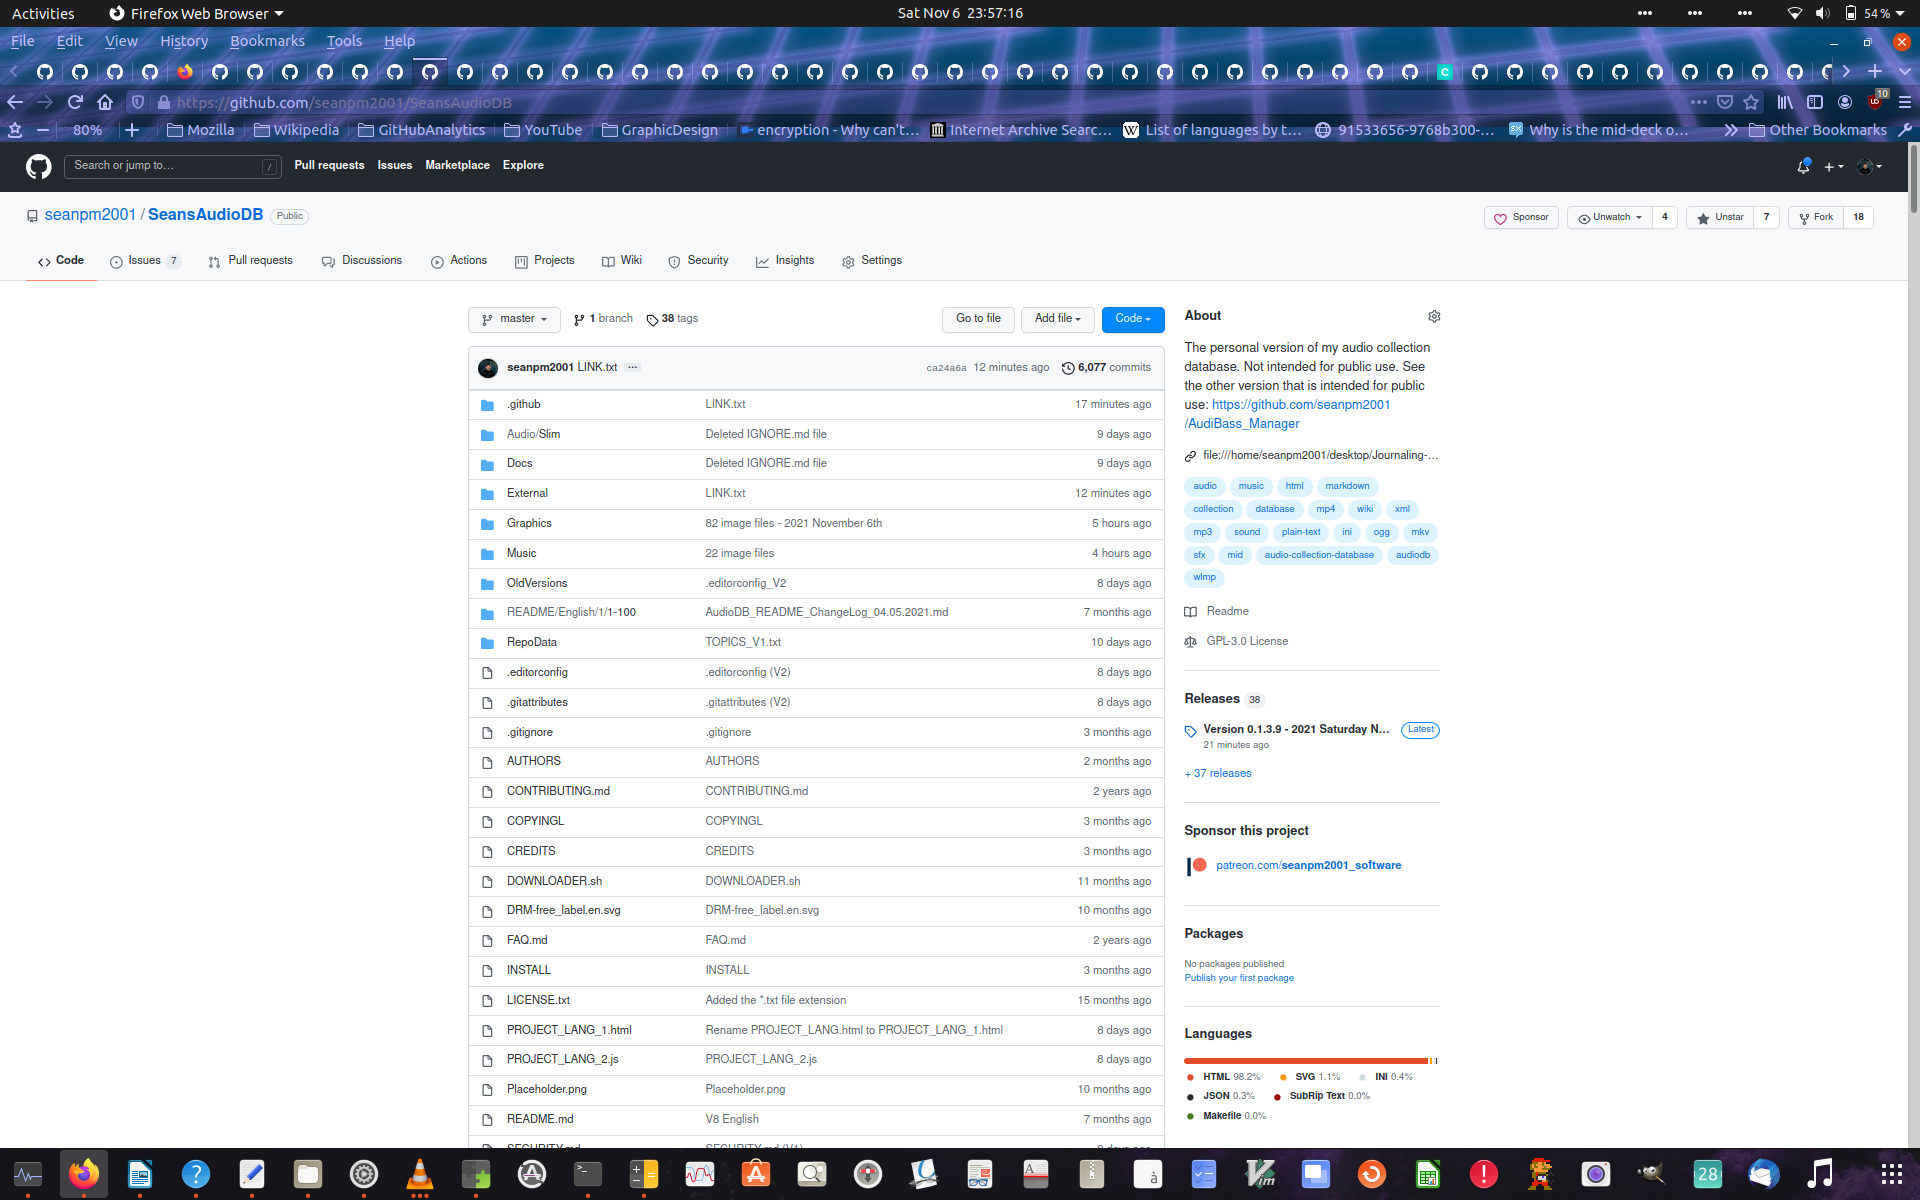 Activities Firefox Web Browser Sat Nov 6 23:57:16 54 %
File Edit View History Bookmarks Tools Help
https://github.com/seanpm2001/SeansAudioDB 10
80% Mozilla Wikipedia GitHubAnalytics YouTube GraphicDesign encryption - Why can't… Internet Archive Searc… List of languages by t… 91533656-9768b300-… Why is the mid-deck o… Other Bookmarks
Search or jump to… / Pull requests Issues Marketplace Explore
seanpm2001 / SeansAudioDB Public Sponsor Unwatch 4 Unstar 7 Fork 18
Code Issues 7 Pull requests Discussions Actions Projects Wiki Security Insights Settings
master 1 branch 38 tags Go to file Add file Code
seanpm2001 LINK.txt ... ca24a6a 12 minutes ago 6,077 commits
.github LINK.txt 17 minutes ago
Audio/Slim Deleted IGNORE.md file 9 days ago
Docs Deleted IGNORE.md file 9 days ago
External LINK.txt 12 minutes ago
Graphics 82 image files - 2021 November 6th 5 hours ago
Music 22 image files 4 hours ago
OldVersions .editorconfig_V2 8 days ago
README/English/1/1-100 AudioDB_README_ChangeLog_04.05.2021.md 7 months ago
RepoData TOPICS_V1.txt 10 days ago
.editorconfig .editorconfig (V2) 8 days ago
.gitattributes .gitattributes (V2) 8 days ago
.gitignore .gitignore 3 months ago
AUTHORS AUTHORS 2 months ago
CONTRIBUTING.md CONTRIBUTING.md 2 years ago
COPYINGL COPYINGL 3 months ago
CREDITS CREDITS 3 months ago
DOWNLOADER.sh DOWNLOADER.sh 11 months ago
DRM-free_label.en.svg DRM-free_label.en.svg 10 months ago
FAQ.md FAQ.md 2 years ago
INSTALL INSTALL 3 months ago
LICENSE.txt Added the *.txt file extension 15 months ago
PROJECT_LANG_1.html Rename PROJECT_LANG.html to PROJECT_LANG_1.html 8 days ago
PROJECT_LANG_2.js PROJECT_LANG_2.js 8 days ago
Placeholder.png Placeholder.png 10 months ago
README.md V8 English 7 months ago
About
The personal version of my audio collection
database. Not intended for public use. See
the other version that is intended for public
use: https://github.com/seanpm2001
/AudiBass_Manager
file:///home/seanpm2001/desktop/Journaling-…
audio music html markdown
collection database mp4 wiki xml
mp3 sound plain-text ini ogg mkv
sfx mid audio-collection-database audiodb
wlmp
Readme
GPL-3.0 License
Releases 38
Version 0.1.3.9 - 2021 Saturday N… Latest
21 minutes ago
+ 37 releases
Sponsor this project
patreon.com/seanpm2001_software
Packages
No packages published
Publish your first package
Languages
HTML 98.2% SVG 1.1% INI 0.4%
JSON 0.3% SubRip Text 0.0%
Makefile 0.0%
28